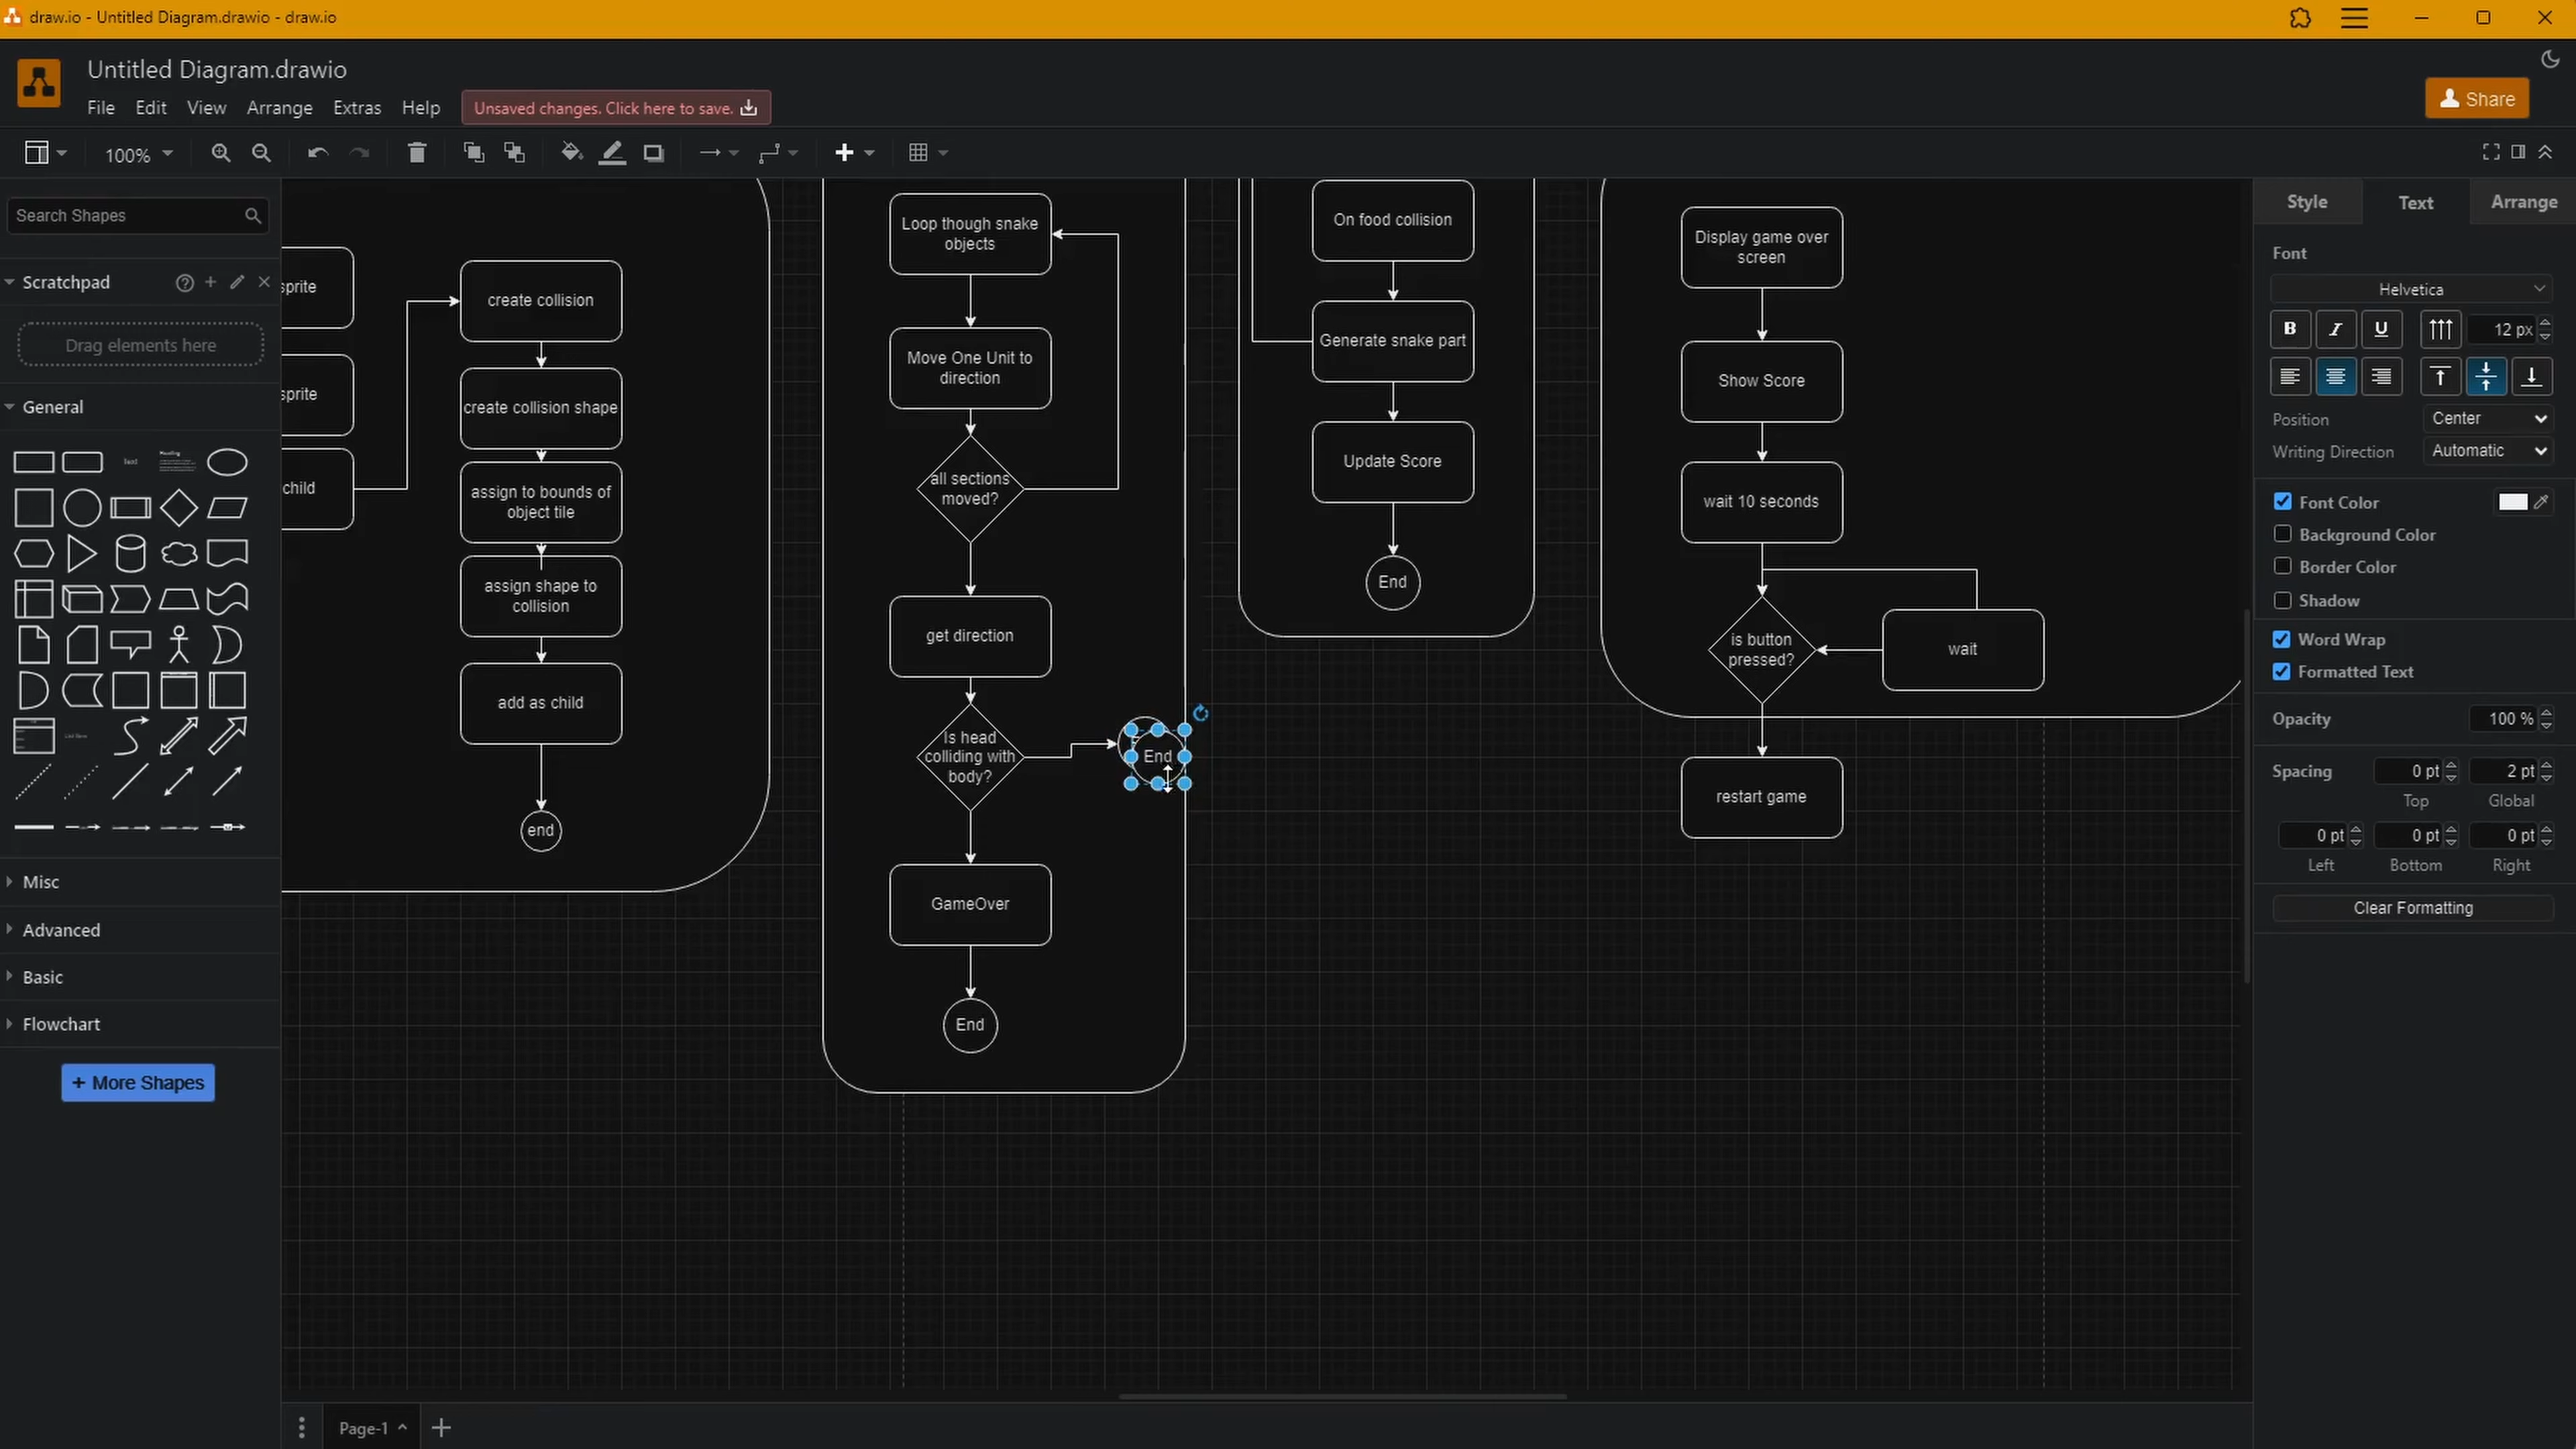 draw.io - Untitled Diagram.drawio - draw.io
Untitled Diagram.drawio
File Edit View Arrange Extras Help
Unsaved changes. Click here to save.
Share
100%
Search Shapes
Scratchpad
Drag elements here
General
Text
Heading
Misc
Advanced
Basic
Flowchart
+ More Shapes
sprite
sprite
child
create collision
create collision shape
assign to bounds of
object tile
assign shape to
collision
add as child
end
Loop though snake
objects
Move One Unit to
direction
all sections
moved?
get direction
Is head
colliding with
body?
End
GameOver
End
On food collision
Generate snake part
Update Score
End
Display game over
screen
Show Score
wait 10 seconds
is button
pressed?
wait
restart game
Style Text Arrange
Font
Helvetica
B I U 12 px
Position Center
Writing Direction Automatic
Font Color
Background Color
Border Color
Shadow
Word Wrap
Formatted Text
Opacity 100 %
Spacing 0 pt 2 pt
Top Global
0 pt 0 pt 0 pt
Left Bottom Right
Clear Formatting
Page-1